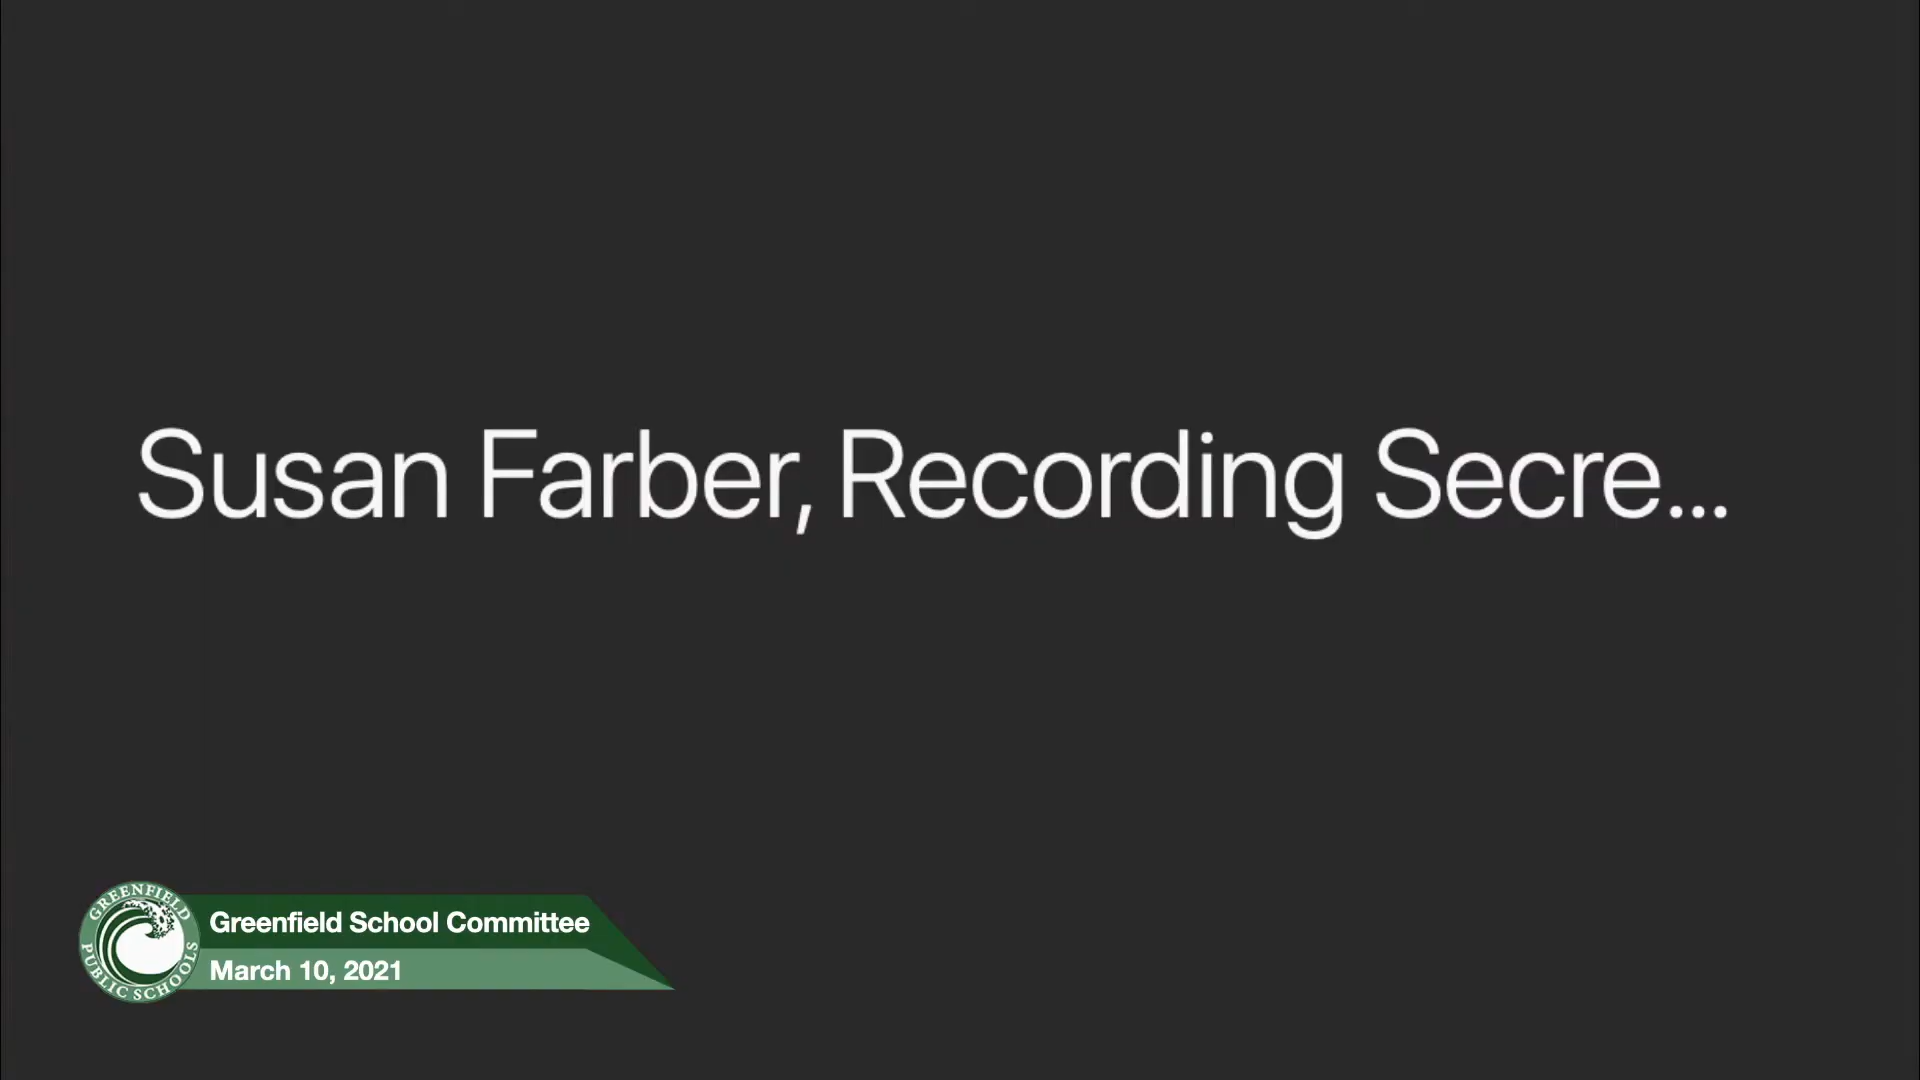 Susan Farber, Recording Secre...
GREENFIELD
PUBLIC SCHOOLS
Greenfield School Committee
March 10, 2021